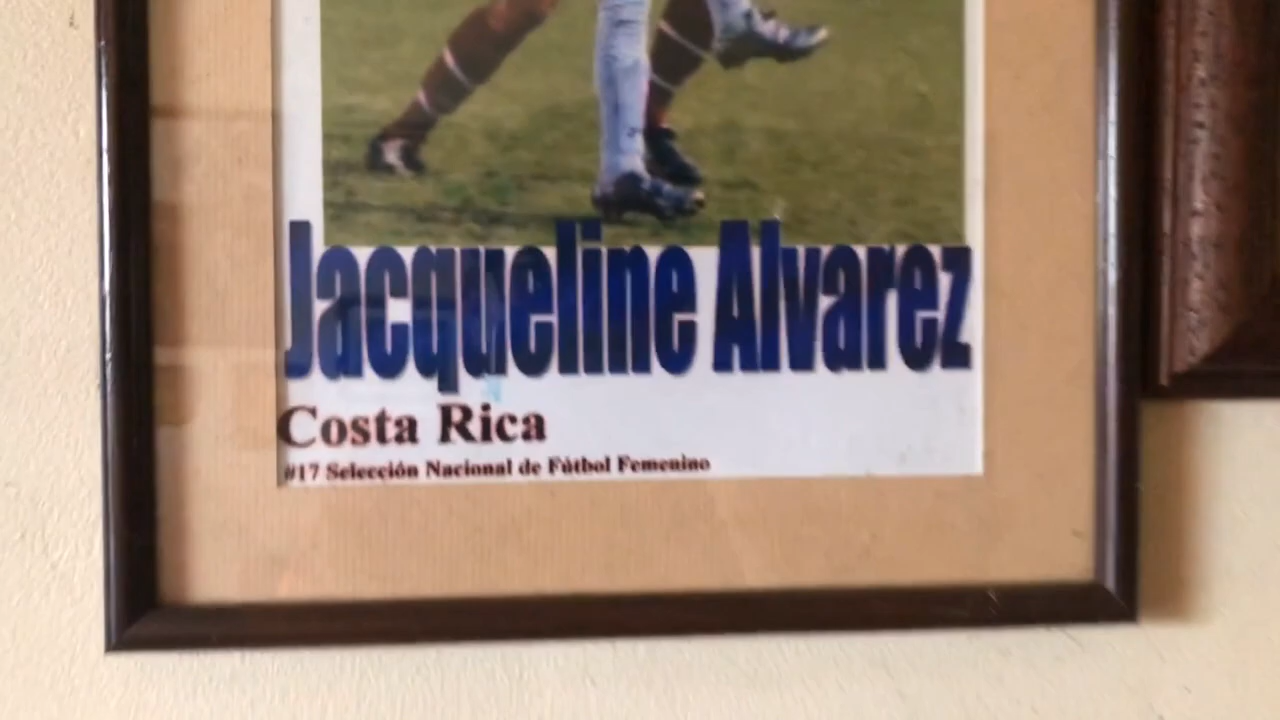 Jacqueline Alvarez
Costa Rica
#17 Selección Nacional de Fútbol Femenino